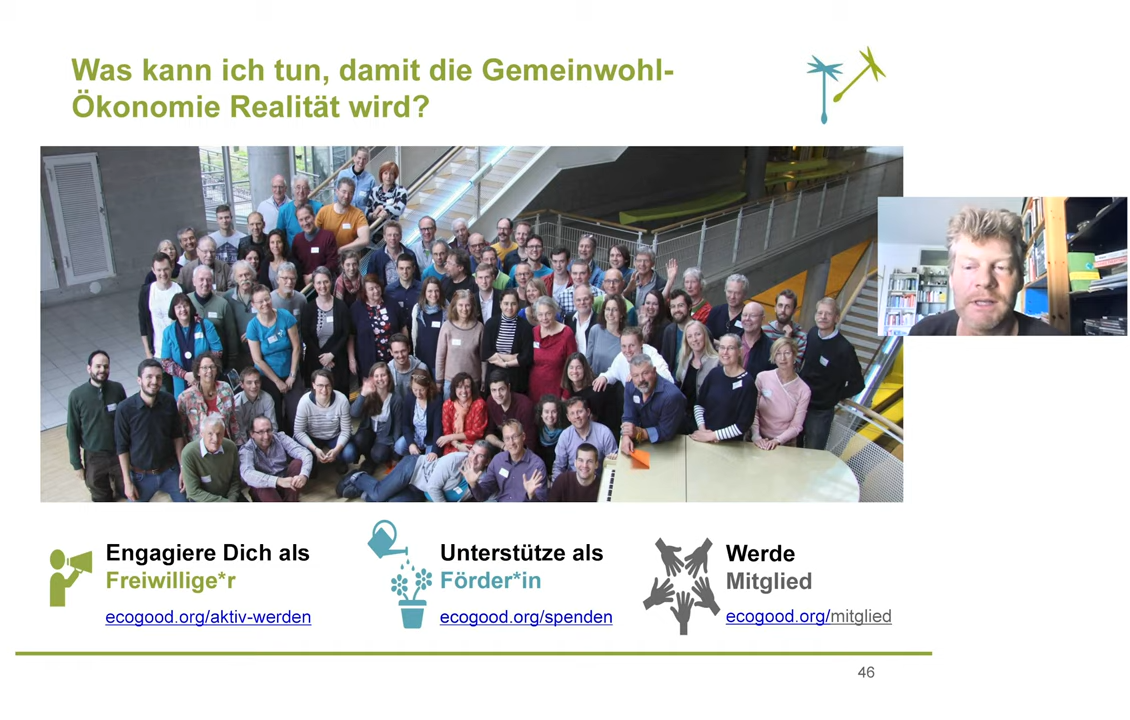 Was kann ich tun, damit die Gemeinwohl-
Ökonomie Realität wird?
Engagiere Dich als
Freiwillige*r
ecogood.org/aktiv-werden
Unterstütze als
Förder*in
ecogood.org/spenden
Werde
Mitglied
ecogood.org/mitglied
46